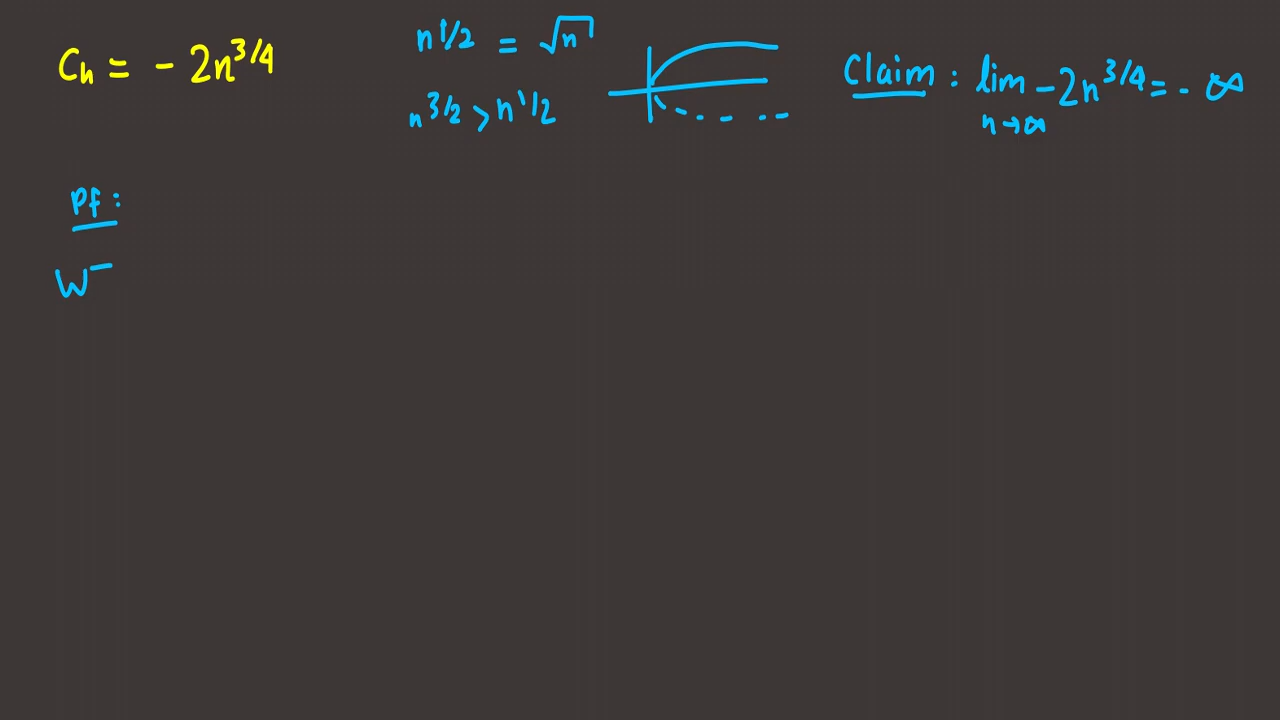 Cn = - 2n^3/4
n^1/2 = √n
n^3/2 > n^1/2
Claim : lim -2n^3/4 = - ∞
n→∞
Pf :